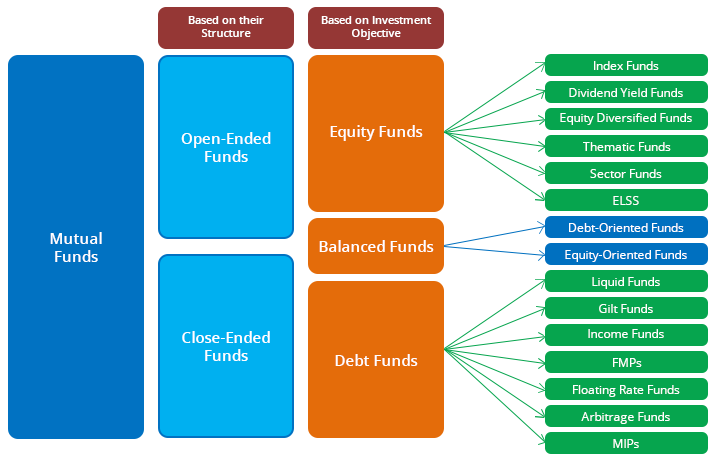 Based on their
Structure
Based on Investment
Objective
Mutual
Funds
Open-Ended
Funds
Close-Ended
Funds
Equity Funds
Balanced Funds
Debt Funds
Index Funds
Dividend Yield Funds
Equity Diversified Funds
Thematic Funds
Sector Funds
ELSS
Debt-Oriented Funds
Equity-Oriented Funds
Liquid Funds
Gilt Funds
Income Funds
FMPs
Floating Rate Funds
Arbitrage Funds
MIPs